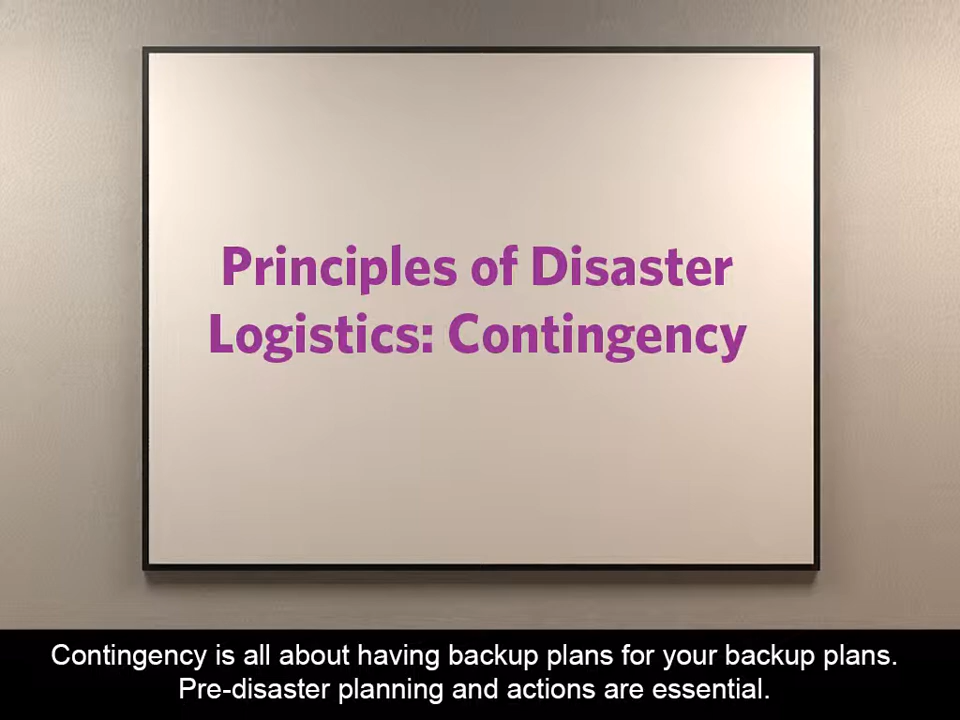 Principles of Disaster
Logistics: Contingency
Contingency is all about having backup plans for your backup plans.
Pre-disaster planning and actions are essential.